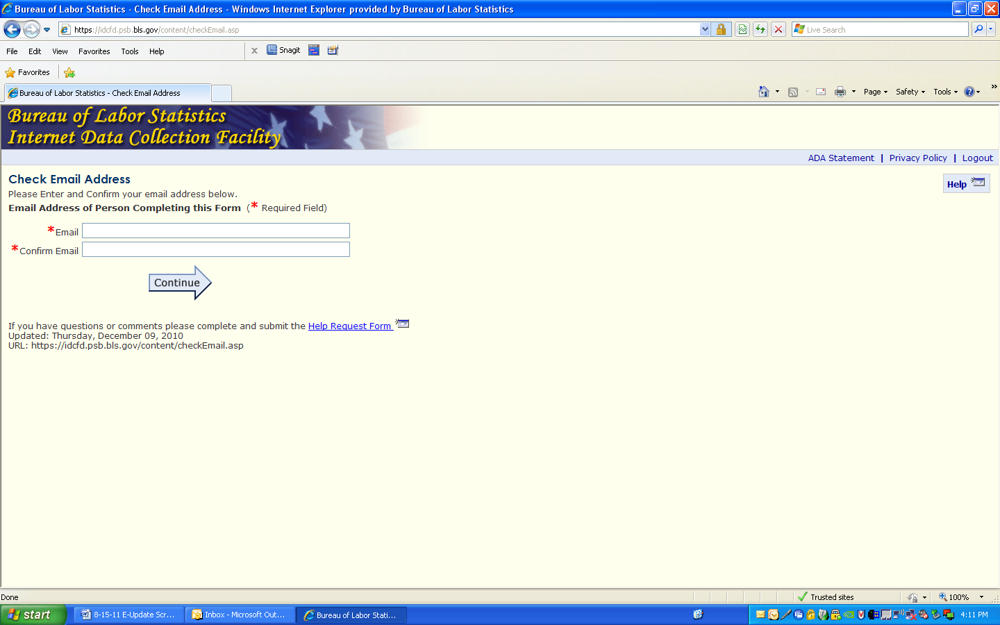 Bureau of Labor Statistics - Check Email Address - Windows Internet Explorer provided by Bureau of Labor Statistics
https://idcfd.psb.bls.gov/content/checkEmail.asp
Live Search
File Edit View Favorites Tools Help
x Snagit
Favorites
Bureau of Labor Statistics - Check Email Address
Page Safety Tools »
Bureau of Labor Statistics
Internet Data Collection Facility
ADA Statement | Privacy Policy | Logout
Check Email Address
Help
Please Enter and Confirm your email address below.
Email Address of Person Completing this Form (* Required Field)
*Email
*Confirm Email
Continue
If you have questions or comments please complete and submit the Help Request Form
Updated: Thursday, December 09, 2010
URL: https://idcfd.psb.bls.gov/content/checkEmail.asp
Done
Trusted sites
100%
start
8-15-11 E-Update Scr...
Inbox - Microsoft Out...
Bureau of Labor Stati...
4:11 PM